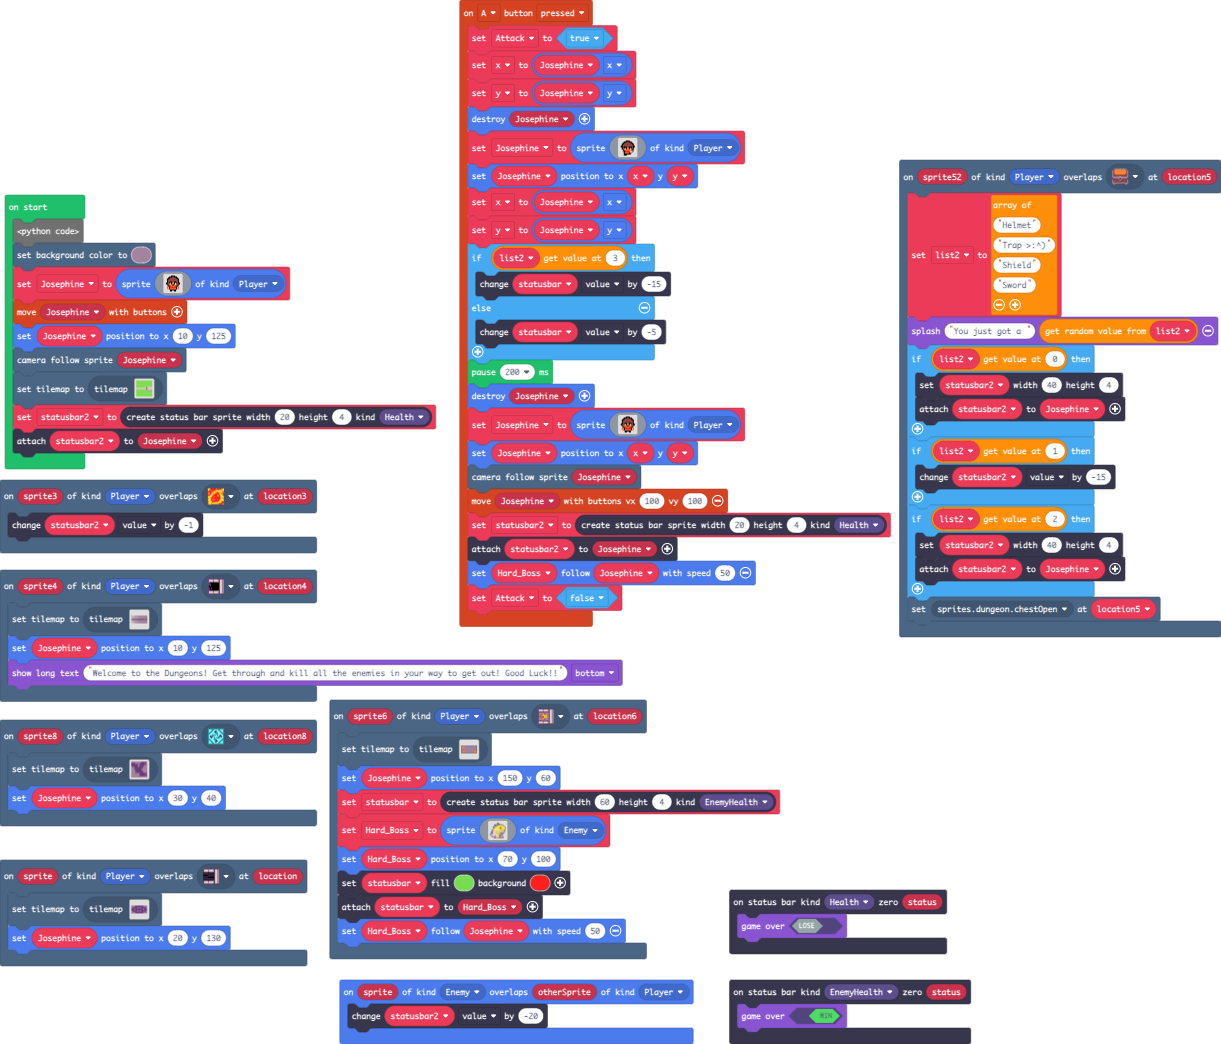 on start
<python code>
set background color to
set Josephine to sprite of kind Player
move Josephine with buttons
set Josephine position to x 10 y 125
camera follow sprite Josephine
set tilemap to tilemap
set statusbar2 to create status bar sprite width 20 height 4 kind Health
attach statusbar2 to Josephine
on sprite3 of kind Player overlaps at location3
change statusbar2 value by -1
on sprite4 of kind Player overlaps at location4
set tilemap to tilemap
set Josephine position to x 10 y 125
show long text "Welcome to the Dungeons! Get through and kill all the enemies in your way to get out! Good Luck!!" bottom
on sprite8 of kind Player overlaps at location8
set tilemap to tilemap
set Josephine position to x 30 y 40
on sprite of kind Player overlaps at location
set tilemap to tilemap
set Josephine position to x 20 y 130
on A button pressed
set Attack to true
set x to Josephine x
set y to Josephine y
destroy Josephine
set Josephine to sprite of kind Player
set Josephine position to x x y y
set x to Josephine x
set y to Josephine y
if list2 get value at 3 then
change statusbar value by -15
else
change statusbar value by -5
pause 200 ms
destroy Josephine
set Josephine to sprite of kind Player
set Josephine position to x x y y
camera follow sprite Josephine
move Josephine with buttons vx 100 vy 100
set statusbar2 to create status bar sprite width 20 height 4 kind Health
attach statusbar2 to Josephine
set Hard_Boss follow Josephine with speed 50
set Attack to false
on sprite6 of kind Player overlaps at location6
set tilemap to tilemap
set Josephine position to x 150 y 60
set statusbar to create status bar sprite width 60 height 4 kind EnemyHealth
set Hard_Boss to sprite of kind Enemy
set Hard_Boss position to x 70 y 100
set statusbar fill background
attach statusbar to Hard_Boss
set Hard_Boss follow Josephine with speed 50
on sprite of kind Enemy overlaps otherSprite of kind Player
change statusbar2 value by -20
on sprite52 of kind Player overlaps at location5
set list2 to array of
"Helmet"
"Trap >:^)"
"Shield"
"Sword"
splash "You just got a " get random value from list2
if list2 get value at 0 then
set statusbar2 width 40 height 4
attach statusbar2 to Josephine
if list2 get value at 1 then
change statusbar2 value by -15
if list2 get value at 2 then
set statusbar2 width 40 height 4
attach statusbar2 to Josephine
set sprites.dungeon.chestOpen at location5
on status bar kind Health zero status
game over LOSE
on status bar kind EnemyHealth zero status
game over WIN